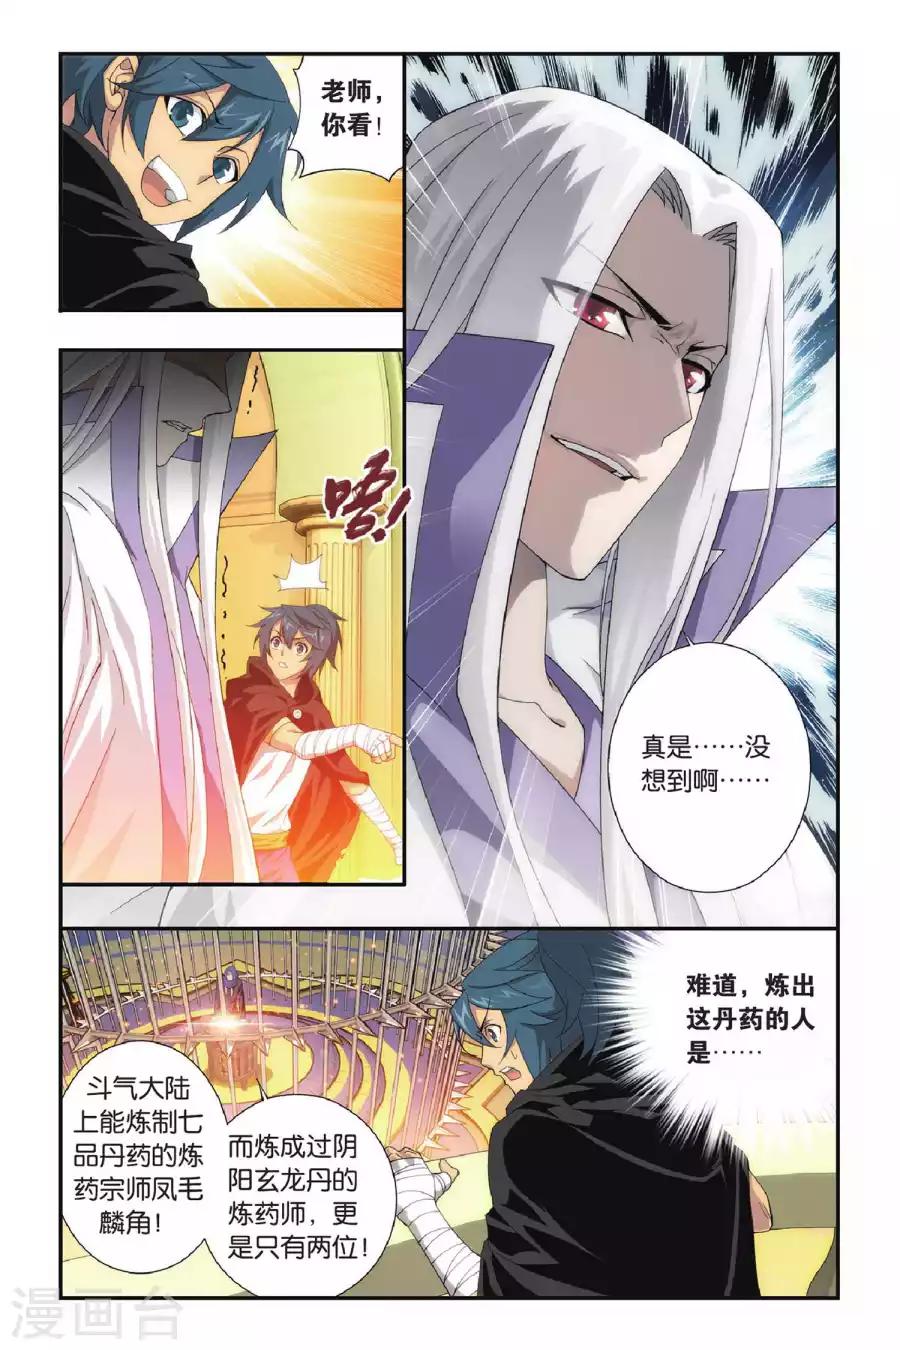 老师，
你看！
真是……没
想到啊……
唔！
难道，炼出
这丹药的人
是……
斗气大陆
上能炼制七
品丹药的炼
药宗师凤毛
麟角！
而炼成过阴
阳玄龙丹的
炼药师，更
是只有两位！
漫画台